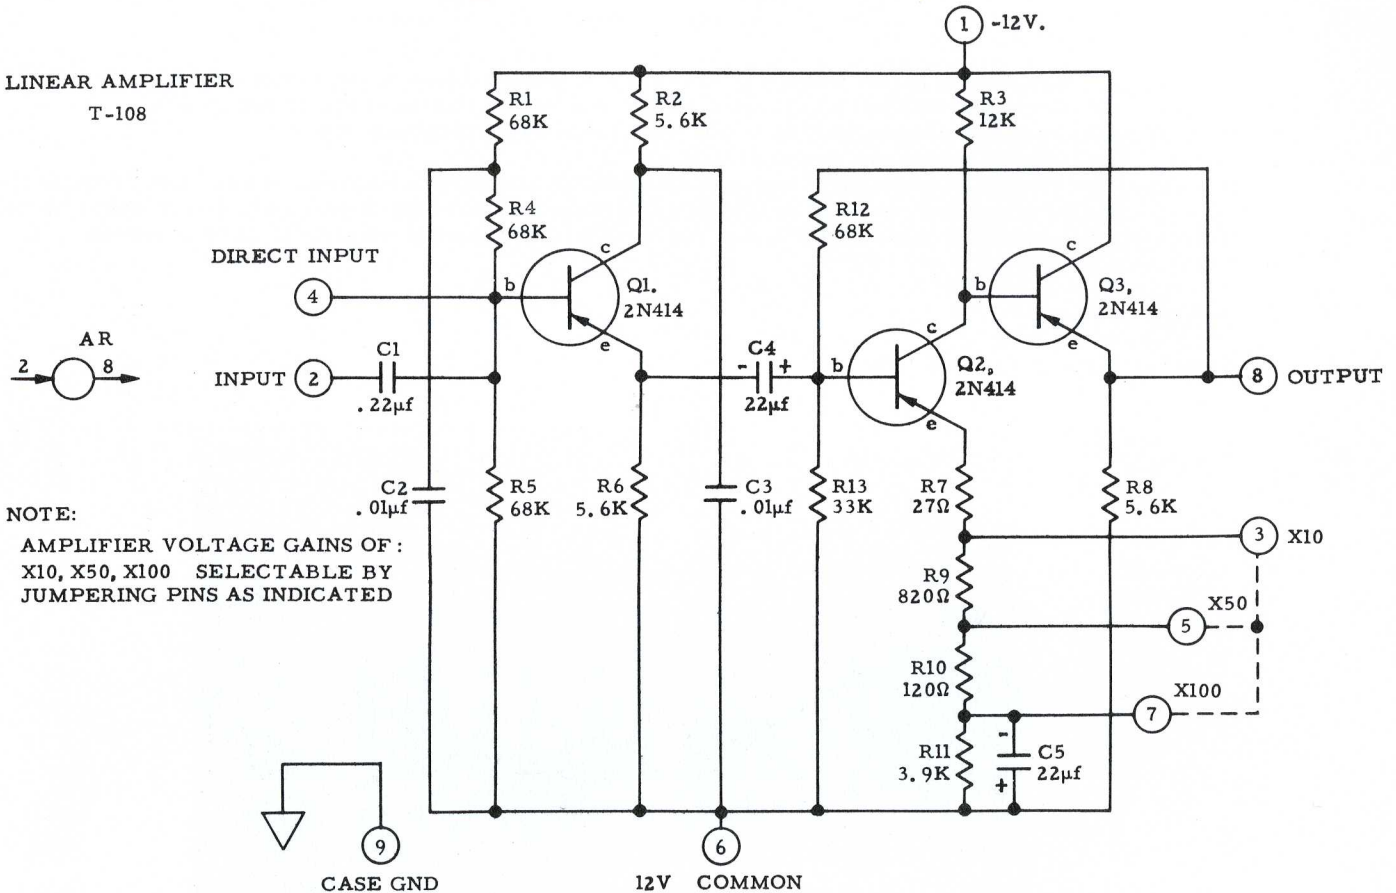 1 -12V.
LINEAR AMPLIFIER
T-108
R1
68K
R2
5.6K
R3
12K
R4
68K
R12
68K
DIRECT INPUT
4
b
c
e
Q1.
2N414
b
c
e
Q3,
2N414
AR
2 8
INPUT 2
C1
.22µf
C4
- +
22µf
b
c
e
Q2,
2N414
8 OUTPUT
C2
.01µf
R5
68K
R6
5.6K
C3
.01µf
R13
33K
R7
27Ω
R8
5.6K
NOTE:
AMPLIFIER VOLTAGE GAINS OF:
X10, X50, X100 SELECTABLE BY
JUMPERING PINS AS INDICATED
3 X10
R9
820Ω
X50
5
R10
120Ω
X100
7
R11
3.9K
-
+
C5
22µf
9
CASE GND
6
12V COMMON